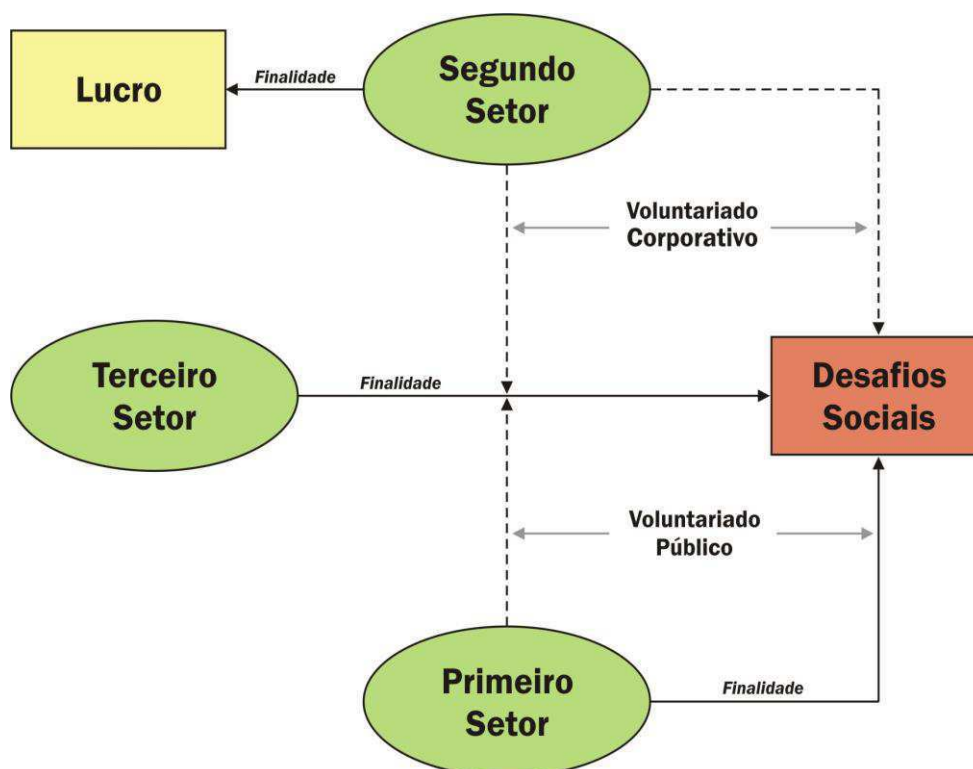 Lucro
Finalidade
Segundo
Setor
Voluntariado
Corporativo
Terceiro
Setor
Finalidade
Desafios
Sociais
Voluntariado
Público
Primeiro
Setor
Finalidade